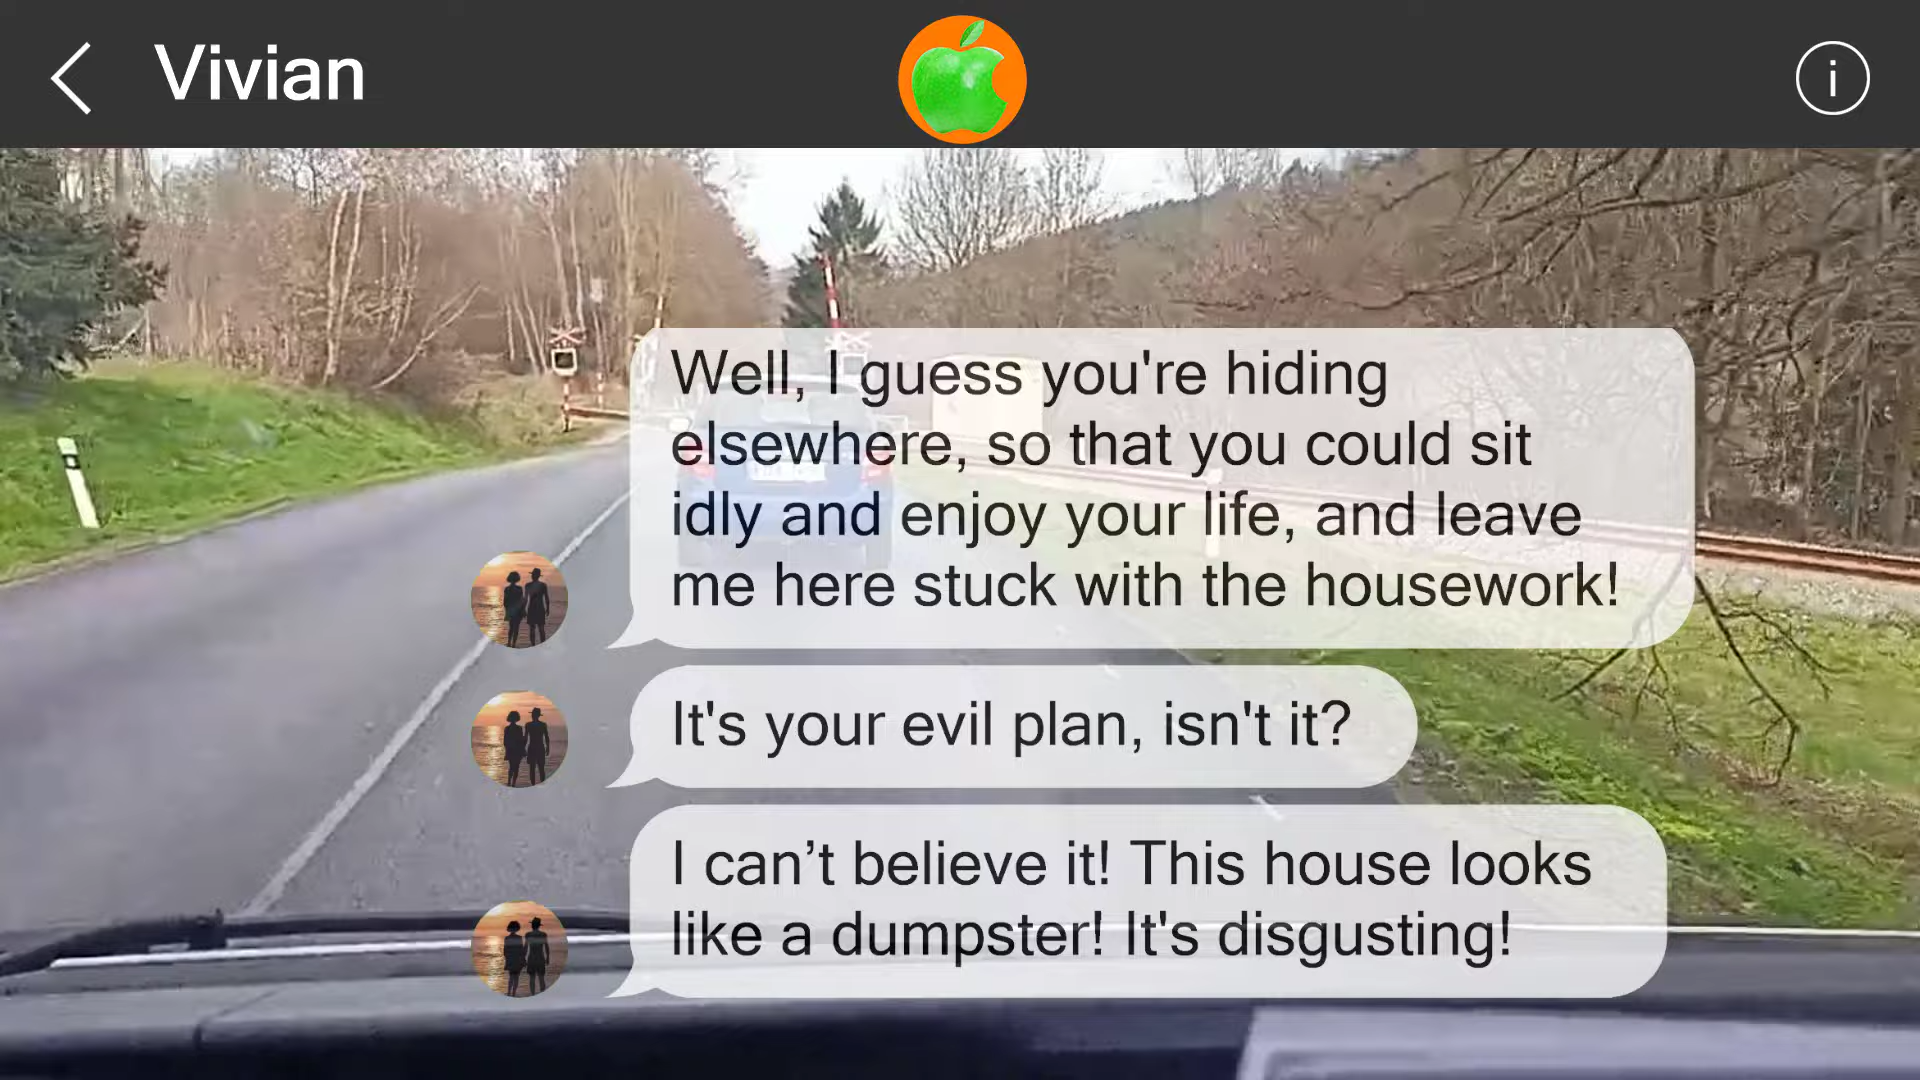 Vivian
Well, I guess you're hiding
elsewhere, so that you could sit
idly and enjoy your life, and leave
me here stuck with the housework!
It's your evil plan, isn't it?
I can’t believe it! This house looks
like a dumpster! It's disgusting!